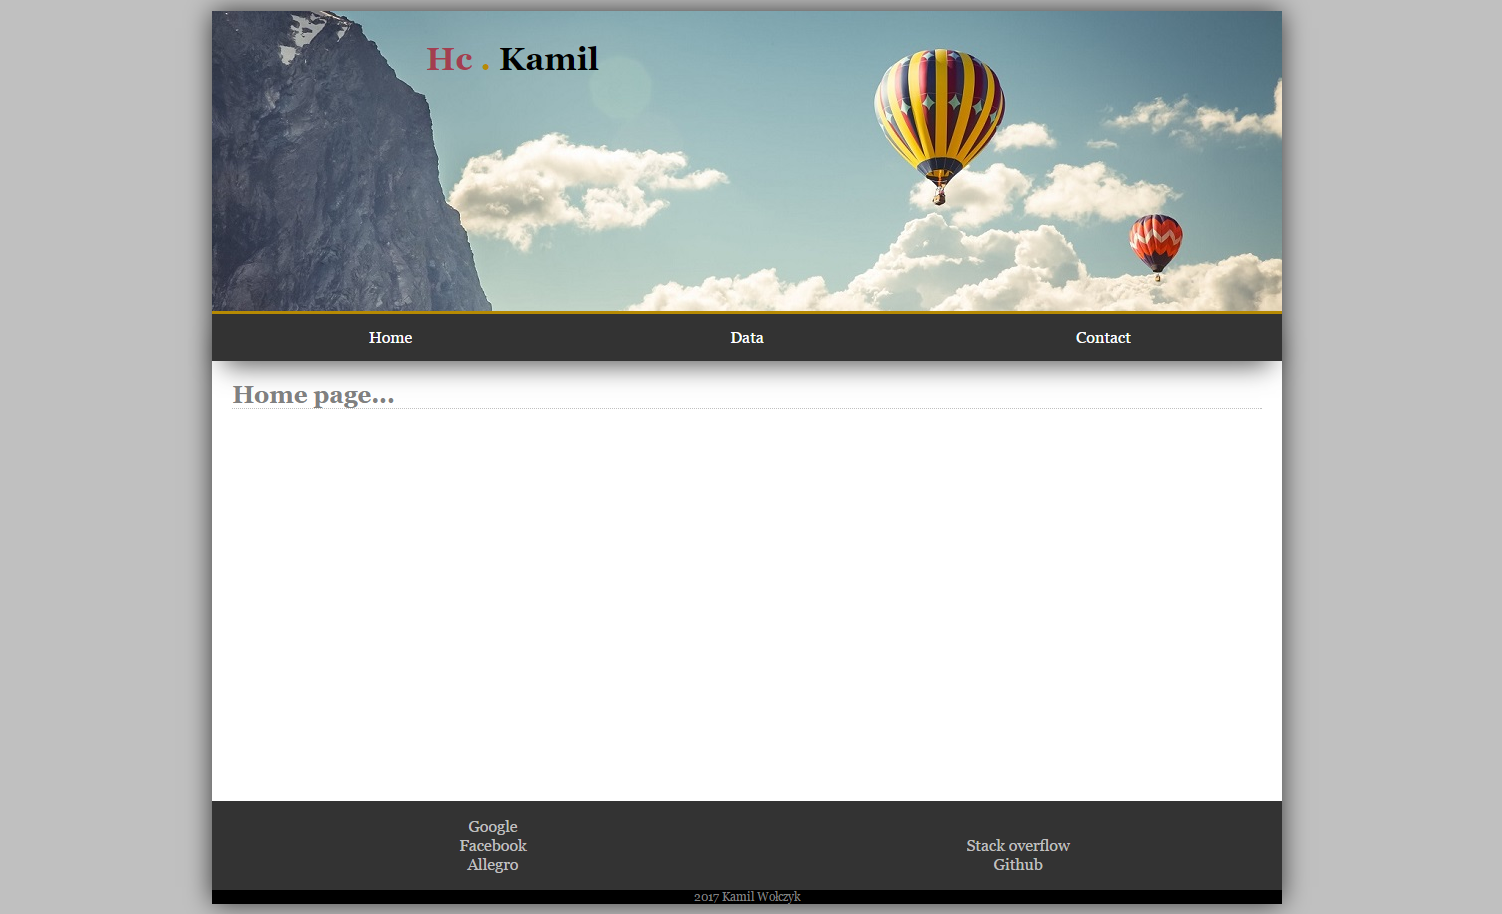 Hc . Kamil
Home Data Contact
Home page...
Google
Facebook
Allegro
Stack overflow
Github
2017 Kamil Wołczyk